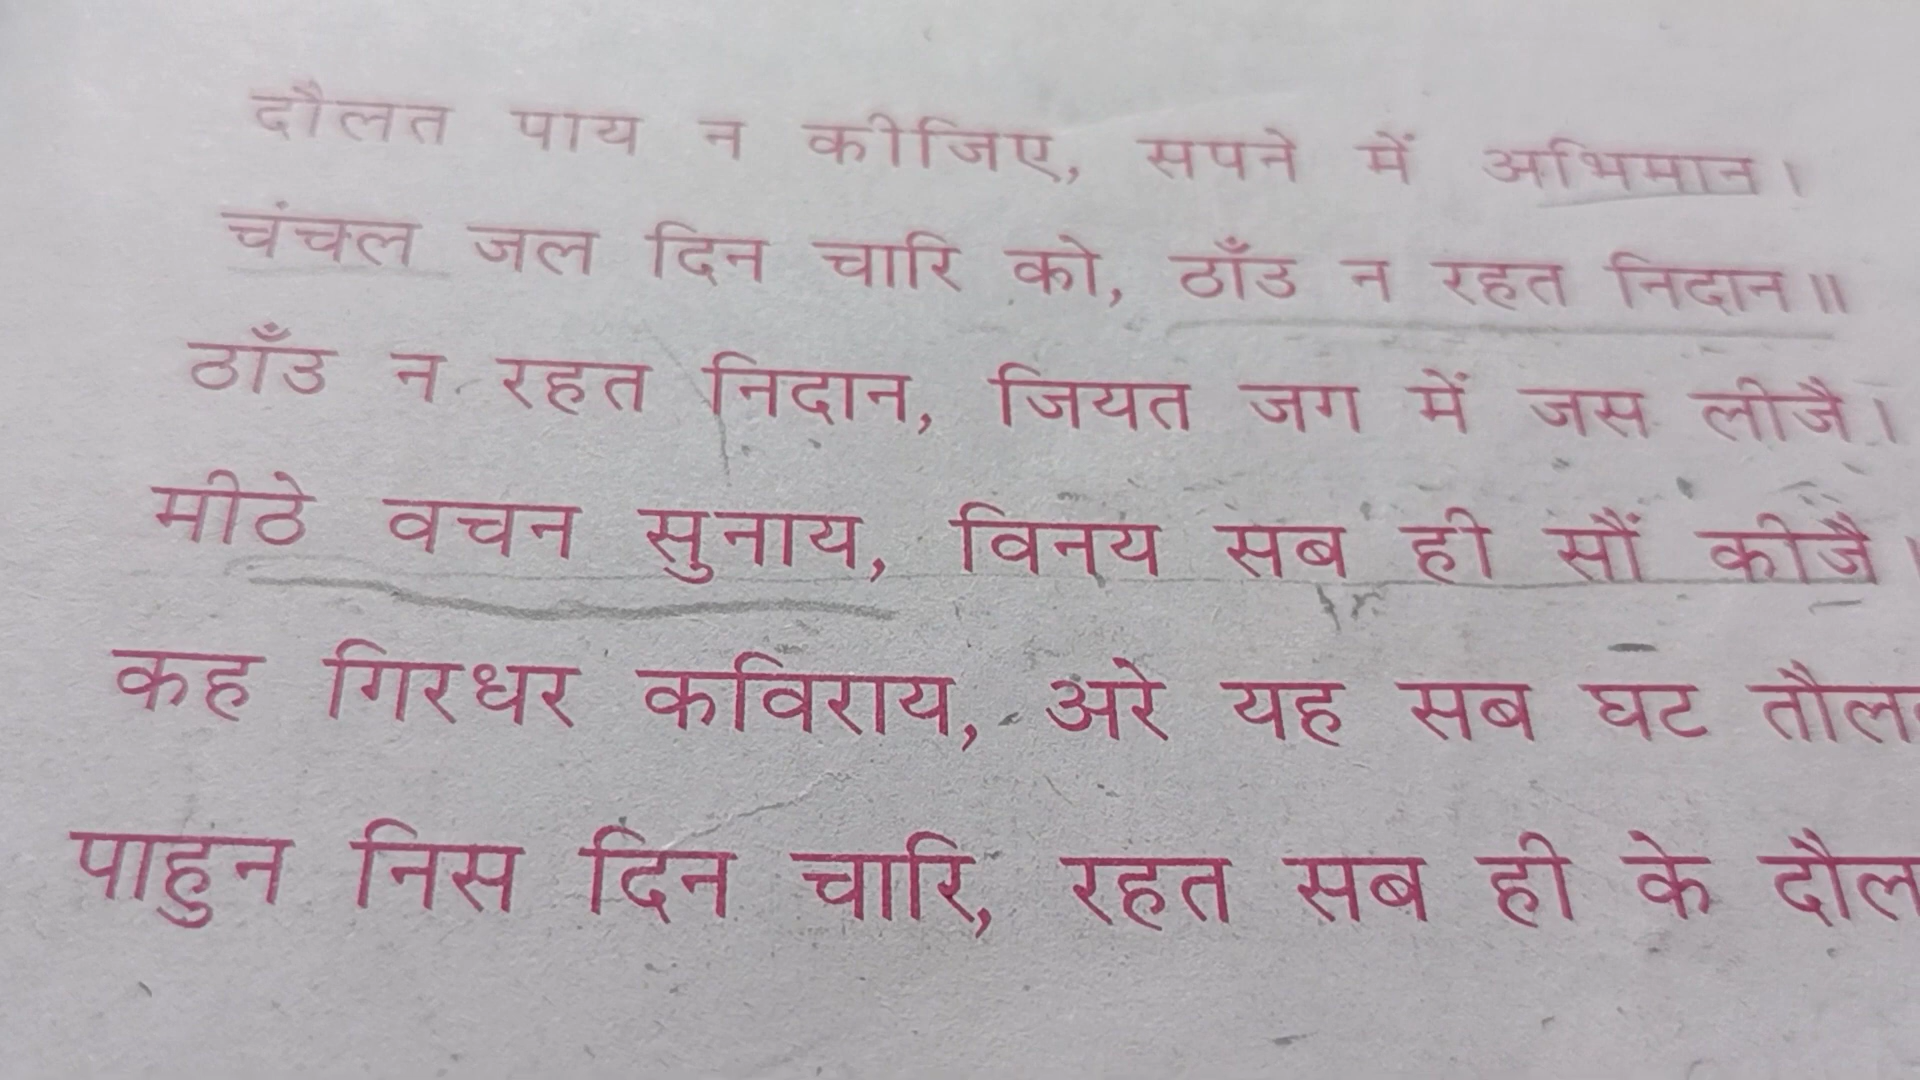 दौलत पाय न कीजिए, सपने में अभिमान।
चंचल जल दिन चारि को, ठाँउ न रहत निदान॥
ठाँउ न रहत निदान, जियत जग में जस लीजै।
मीठे वचन सुनाय, विनय सब ही सौं कीजै।
कह गिरधर कविराय, अरे यह सब घट तौल
पाहुन निस दिन चारि, रहत सब ही के दौल